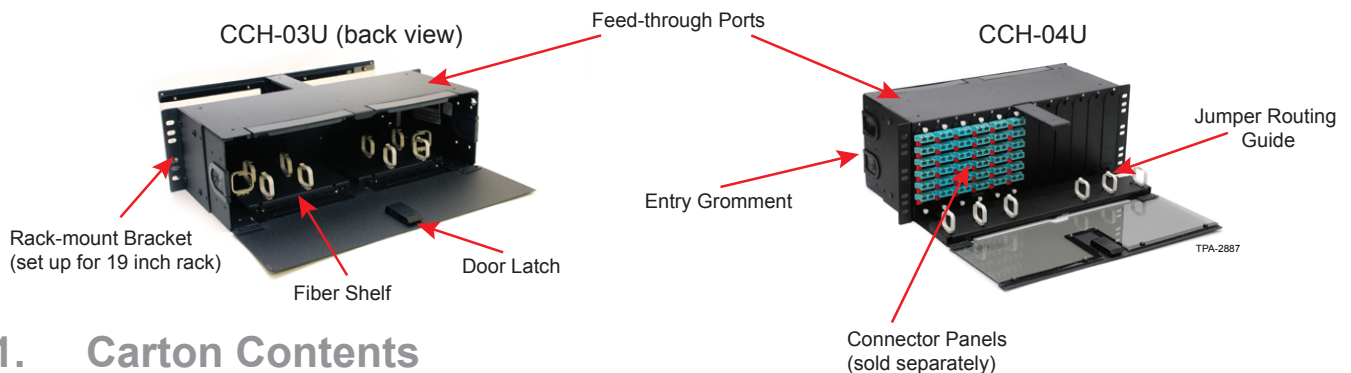 Feed-through Ports
CCH-03U (back view)
CCH-04U
Jumper Routing
Guide
Entry Gromment
Rack-mount Bracket
(set up for 19 inch rack)
Door Latch
TPA-2887
Fiber Shelf
Connector Panels
(sold separately)
1. Carton Contents